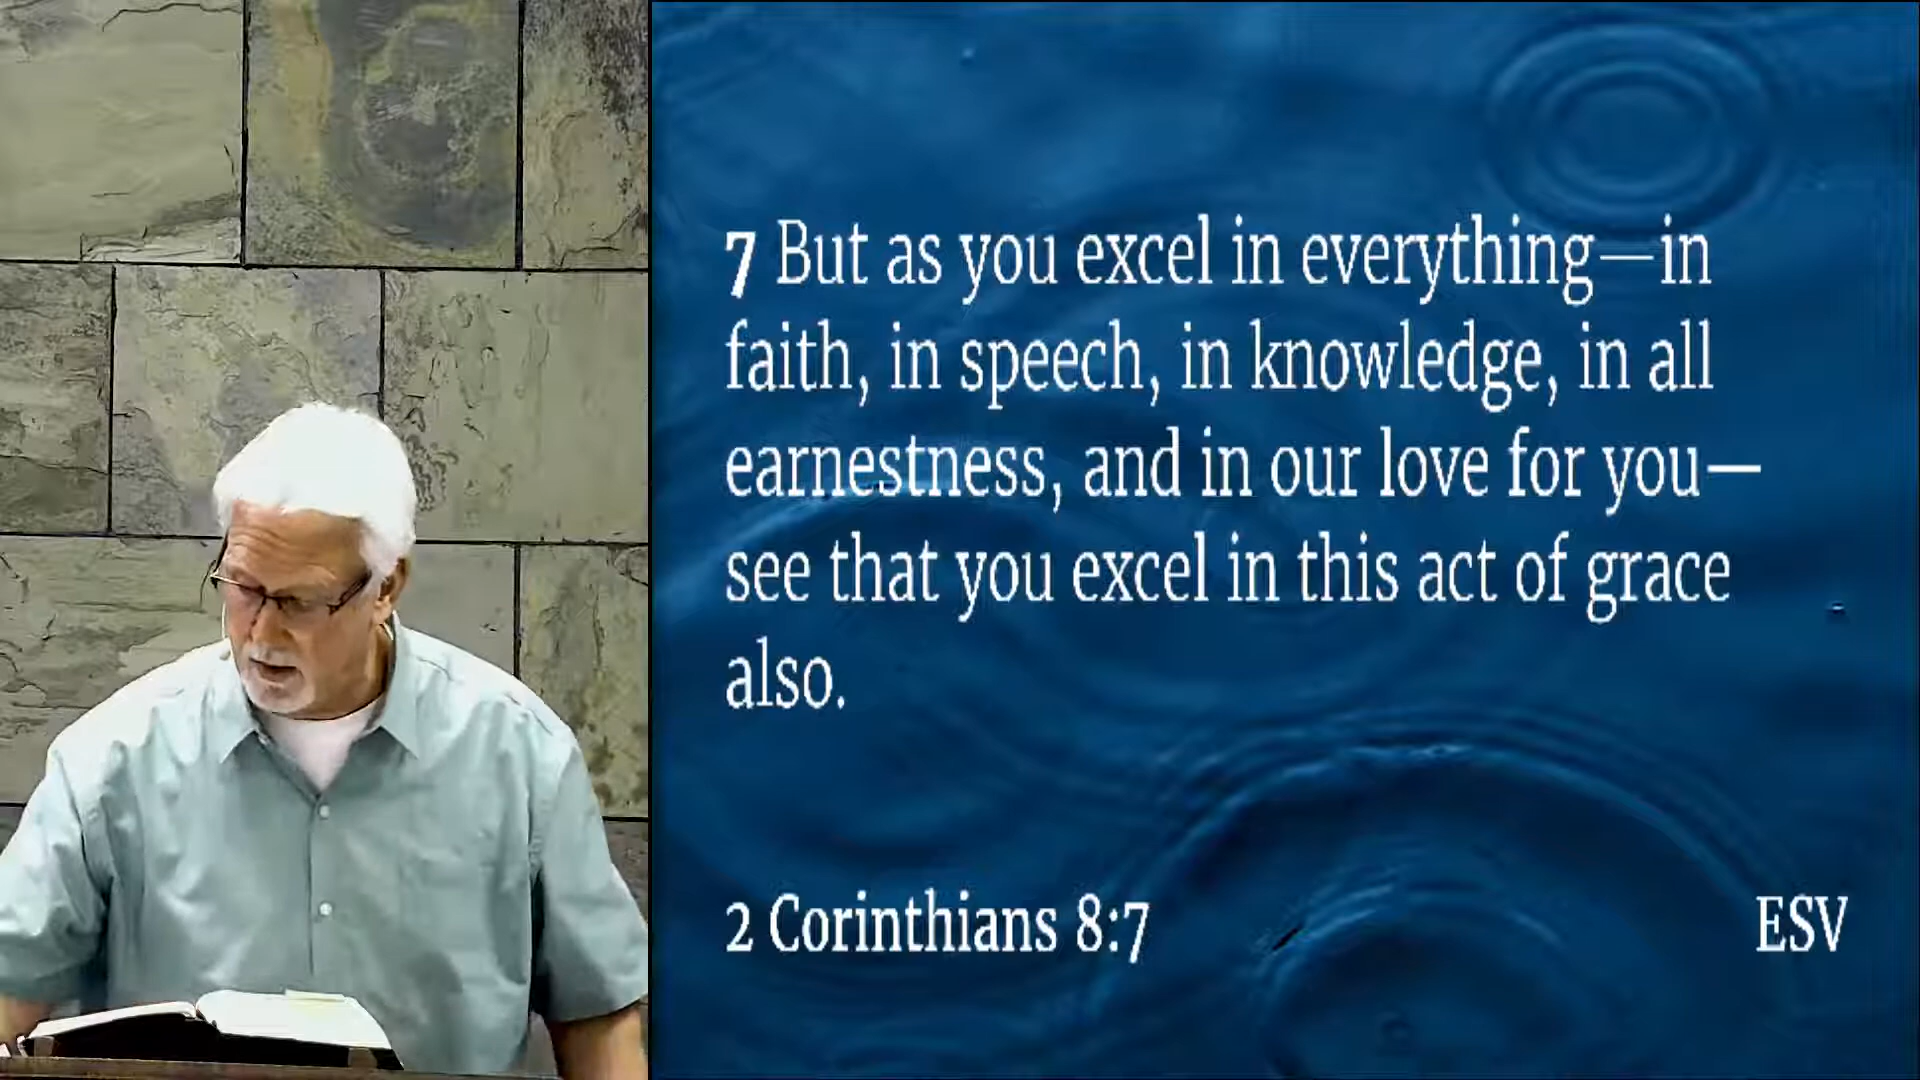 7 But as you excel in everything—in
faith, in speech, in knowledge, in all
earnestness, and in our love for you—
see that you excel in this act of grace
also.
2 Corinthians 8:7
ESV